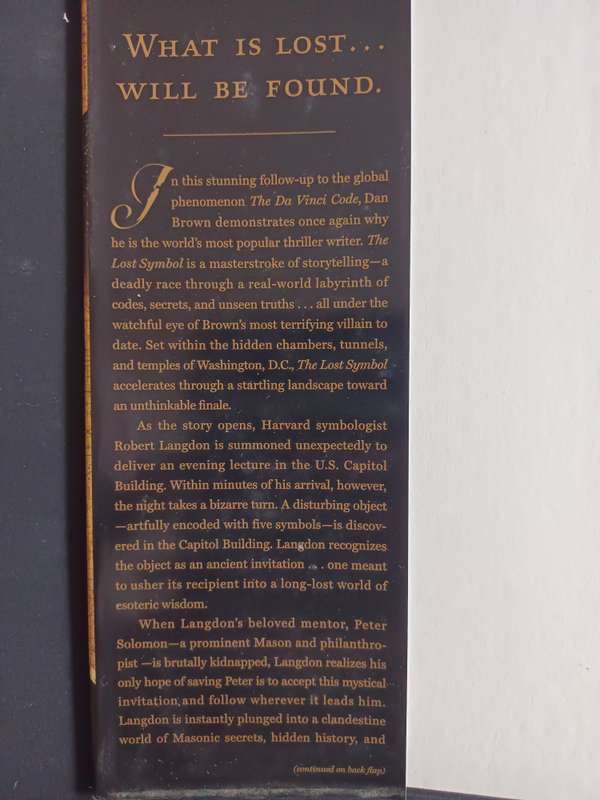 WHAT IS LOST...
WILL BE FOUND.
In this stunning follow-up to the global
phenomenon The Da Vinci Code, Dan
Brown demonstrates once again why
he is the world's most popular thriller writer. The
Lost Symbol is a masterstroke of storytelling—a
deadly race through a real-world labyrinth of
codes, secrets, and unseen truths . . . all under the
watchful eye of Brown's most terrifying villain to
date. Set within the hidden chambers, tunnels,
and temples of Washington, D.C., The Lost Symbol
accelerates through a startling landscape toward
an unthinkable finale.
As the story opens, Harvard symbologist
Robert Langdon is summoned unexpectedly to
deliver an evening lecture in the U.S. Capitol
Building. Within minutes of his arrival, however,
the night takes a bizarre turn. A disturbing object
—artfully encoded with five symbols—is discov-
ered in the Capitol Building. Langdon recognizes
the object as an ancient invitation . . . one meant
to usher its recipient into a long-lost world of
esoteric wisdom.
When Langdon's beloved mentor, Peter
Solomon—a prominent Mason and philanthro-
pist —is brutally kidnapped, Langdon realizes his
only hope of saving Peter is to accept this mystical
invitation and follow wherever it leads him.
Langdon is instantly plunged into a clandestine
world of Masonic secrets, hidden history, and
(continued on back flap)